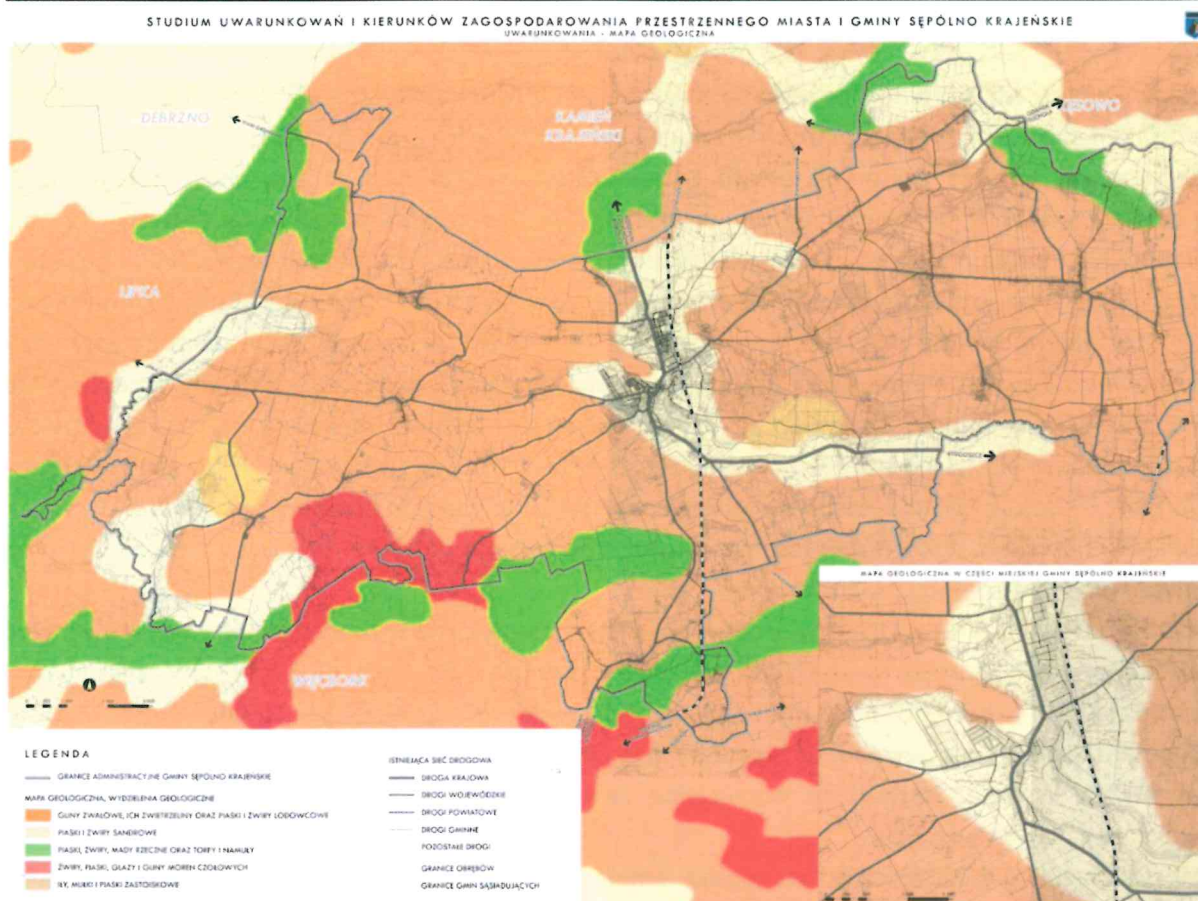 STUDIUM UWARUNKOWAŃ I KIERUNKÓW ZAGOSPODAROWANIA PRZESTRZENNEGO MIASTA I GMINY SĘPÓLNO KRAJEŃSKIE
UWARUNKOWANIA - MAPA GEOLOGICZNA
DEBRZNO
KAMIEŃ
KRAJEŃSKI
KĘSOWO
LIPKA
BYDGOSZCZ
WIĘCBORK
MAPA GEOLOGICZNA W CZĘŚCI MIEJSKIEJ GMINY SĘPÓLNO KRAJEŃSKIE
LEGENDA
GRANICE ADMINISTRACYJNE GMINY SĘPÓLNO KRAJEŃSKIE
MAPA GEOLOGICZNA, WYDZIELENIA GEOLOGICZNE
GLINY ZWAŁOWE, ICH ZWIETRZELINY ORAZ PIASKI I ŻWIRY LODOWCOWE
PIASKI I ŻWIRY SANDROWE
PIASKI, ŻWIRY, MADY RZECZNE ORAZ TORFY I NAMUŁY
ŻWIRY, PIASKI, GŁAZY I GLINY MOREN CZOŁOWYCH
IŁY, MUŁKI I PIASKI ZASTOISKOWE
ISTNIEJĄCA SIEĆ DROGOWA
DROGA KRAJOWA
DROGI WOJEWÓDZKIE
DROGI POWIATOWE
DROGI GMINNE
POZOSTAŁE DROGI
GRANICE OBRĘBÓW
GRANICE GMIN SĄSIADUJĄCYCH